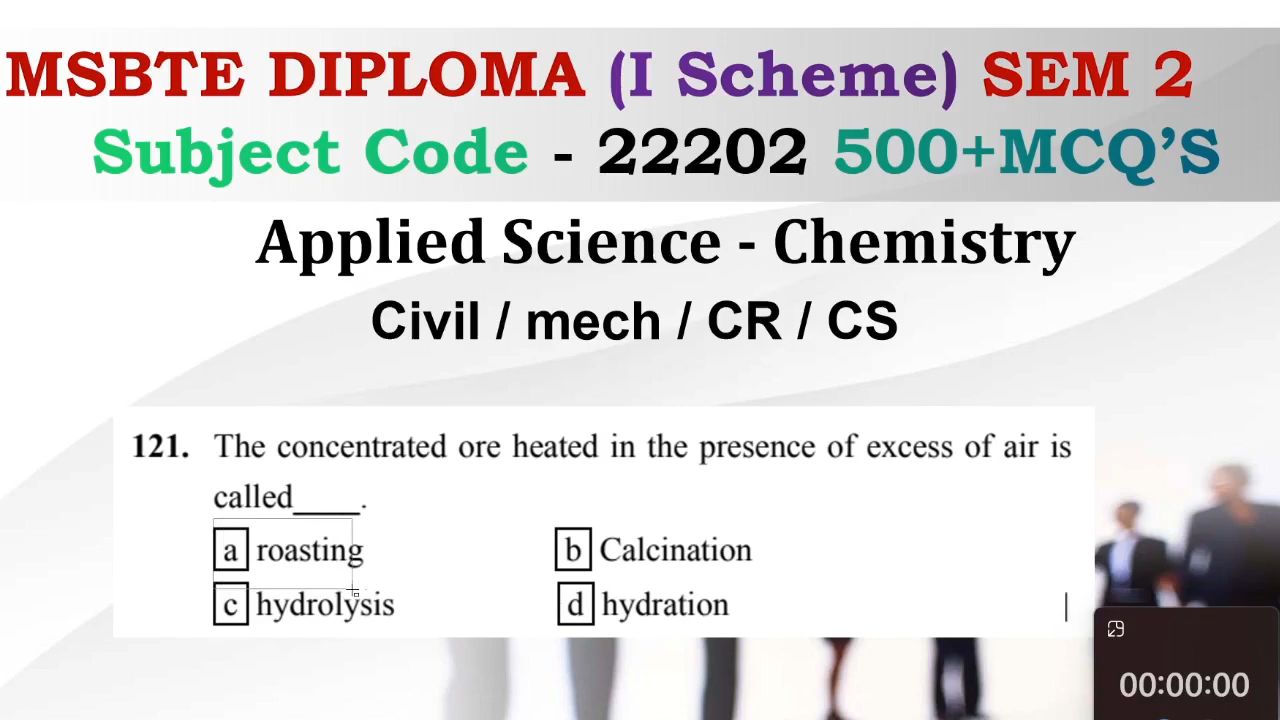 MSBTE DIPLOMA (I Scheme) SEM 2
Subject Code - 22202 500+MCQ’S
Applied Science - Chemistry
Civil / mech / CR / CS
121. The concentrated ore heated in the presence of excess of air is
called____.
a roasting b Calcination
c hydrolysis d hydration
00:00:00